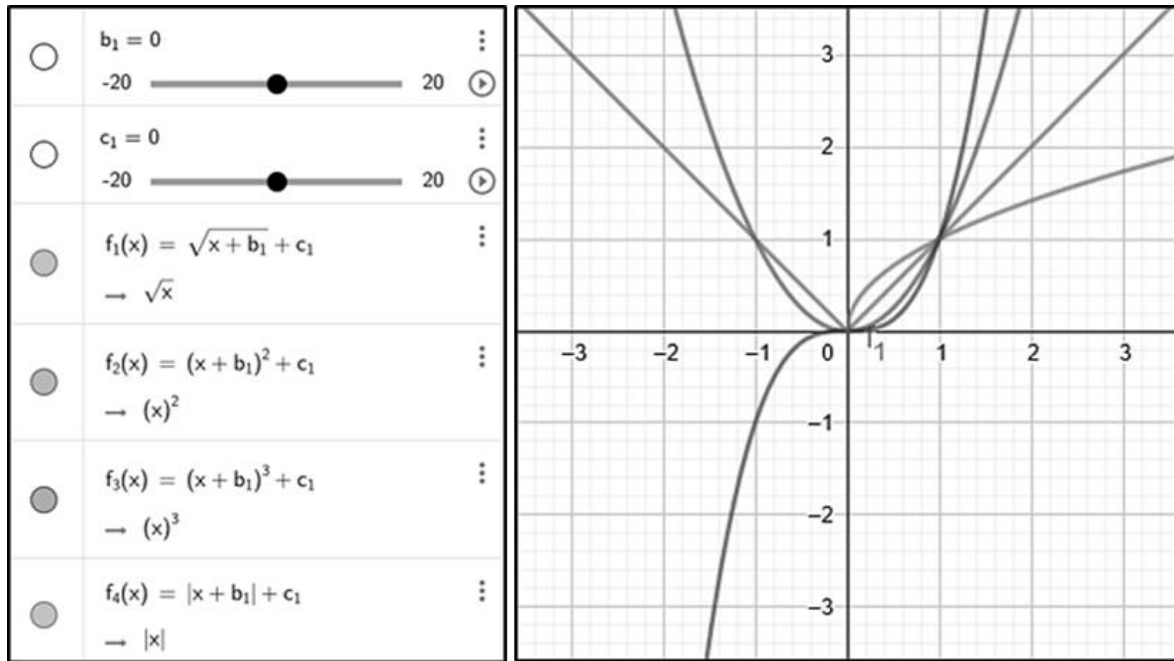 b₁ = 0
-20 20
c₁ = 0
-20 20
f₁(x) = √(x + b₁) + c₁
→ √x
f₂(x) = (x + b₁)² + c₁
→ (x)²
f₃(x) = (x + b₁)³ + c₁
→ (x)³
f₄(x) = |x + b₁| + c₁
→ |x|
3
2
1
−3 −2 −1 0 1 1 2 3
−1
−2
−3